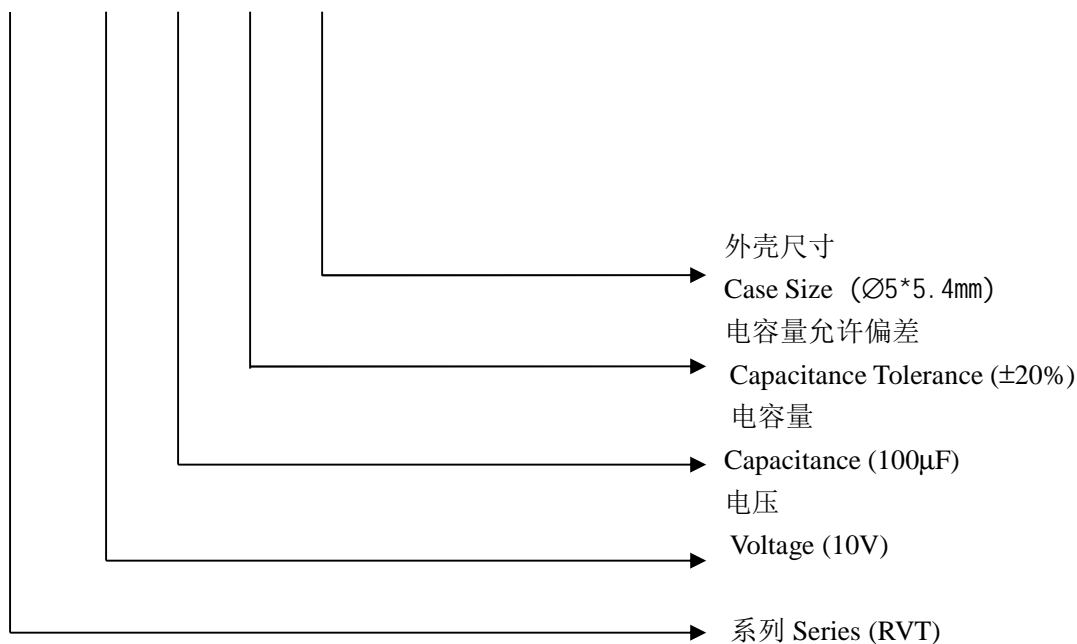 外壳尺寸
Case Size (∅5*5.4mm)
电容量允许偏差
Capacitance Tolerance (±20%)
电容量
Capacitance (100μF)
电压
Voltage (10V)
系列 Series (RVT)